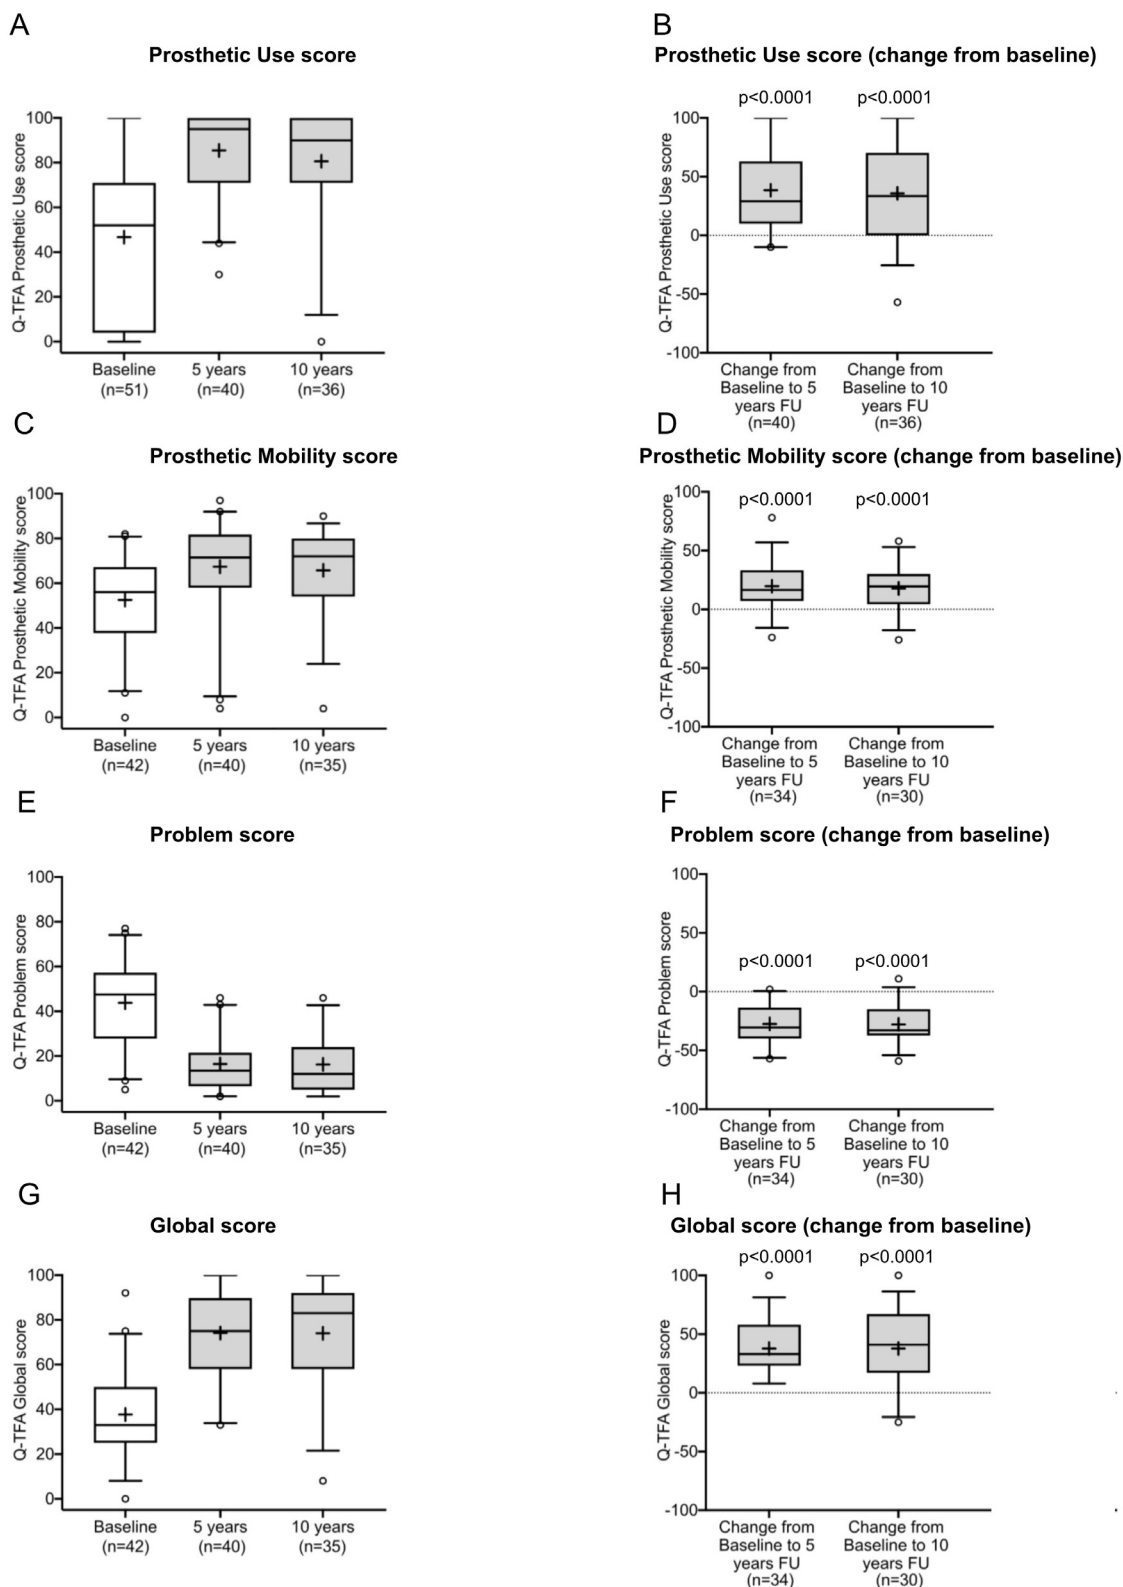 A
Prosthetic Use score
Q-TFA Prosthetic Use score
100
80
60
40
20
0
Baseline
(n=51)
5 years
(n=40)
10 years
(n=36)
B
Prosthetic Use score (change from baseline)
p<0.0001
p<0.0001
Q-TFA Prosthetic Use score
100
50
0
-50
-100
Change from
Baseline to 5
years FU
(n=40)
Change from
Baseline to 10
years FU
(n=36)
C
Prosthetic Mobility score
Q-TFA Prosthetic Mobility score
100
80
60
40
20
0
Baseline
(n=42)
5 years
(n=40)
10 years
(n=35)
D
Prosthetic Mobility score (change from baseline)
p<0.0001
p<0.0001
Q-TFA Prosthetic Mobility score
100
50
0
-50
-100
Change from
Baseline to 5
years FU
(n=34)
Change from
Baseline to 10
years FU
(n=30)
E
Problem score
Q-TFA Problem score
100
80
60
40
20
0
Baseline
(n=42)
5 years
(n=40)
10 years
(n=35)
F
Problem score (change from baseline)
p<0.0001
p<0.0001
Q-TFA Problem score
100
50
0
-50
-100
Change from
Baseline to 5
years FU
(n=34)
Change from
Baseline to 10
years FU
(n=30)
G
Global score
Q-TFA Global score
100
80
60
40
20
0
Baseline
(n=42)
5 years
(n=40)
10 years
(n=35)
H
Global score (change from baseline)
p<0.0001
p<0.0001
Q-TFA Global score
100
50
0
-50
-100
Change from
Baseline to 5
years FU
(n=34)
Change from
Baseline to 10
years FU
(n=30)